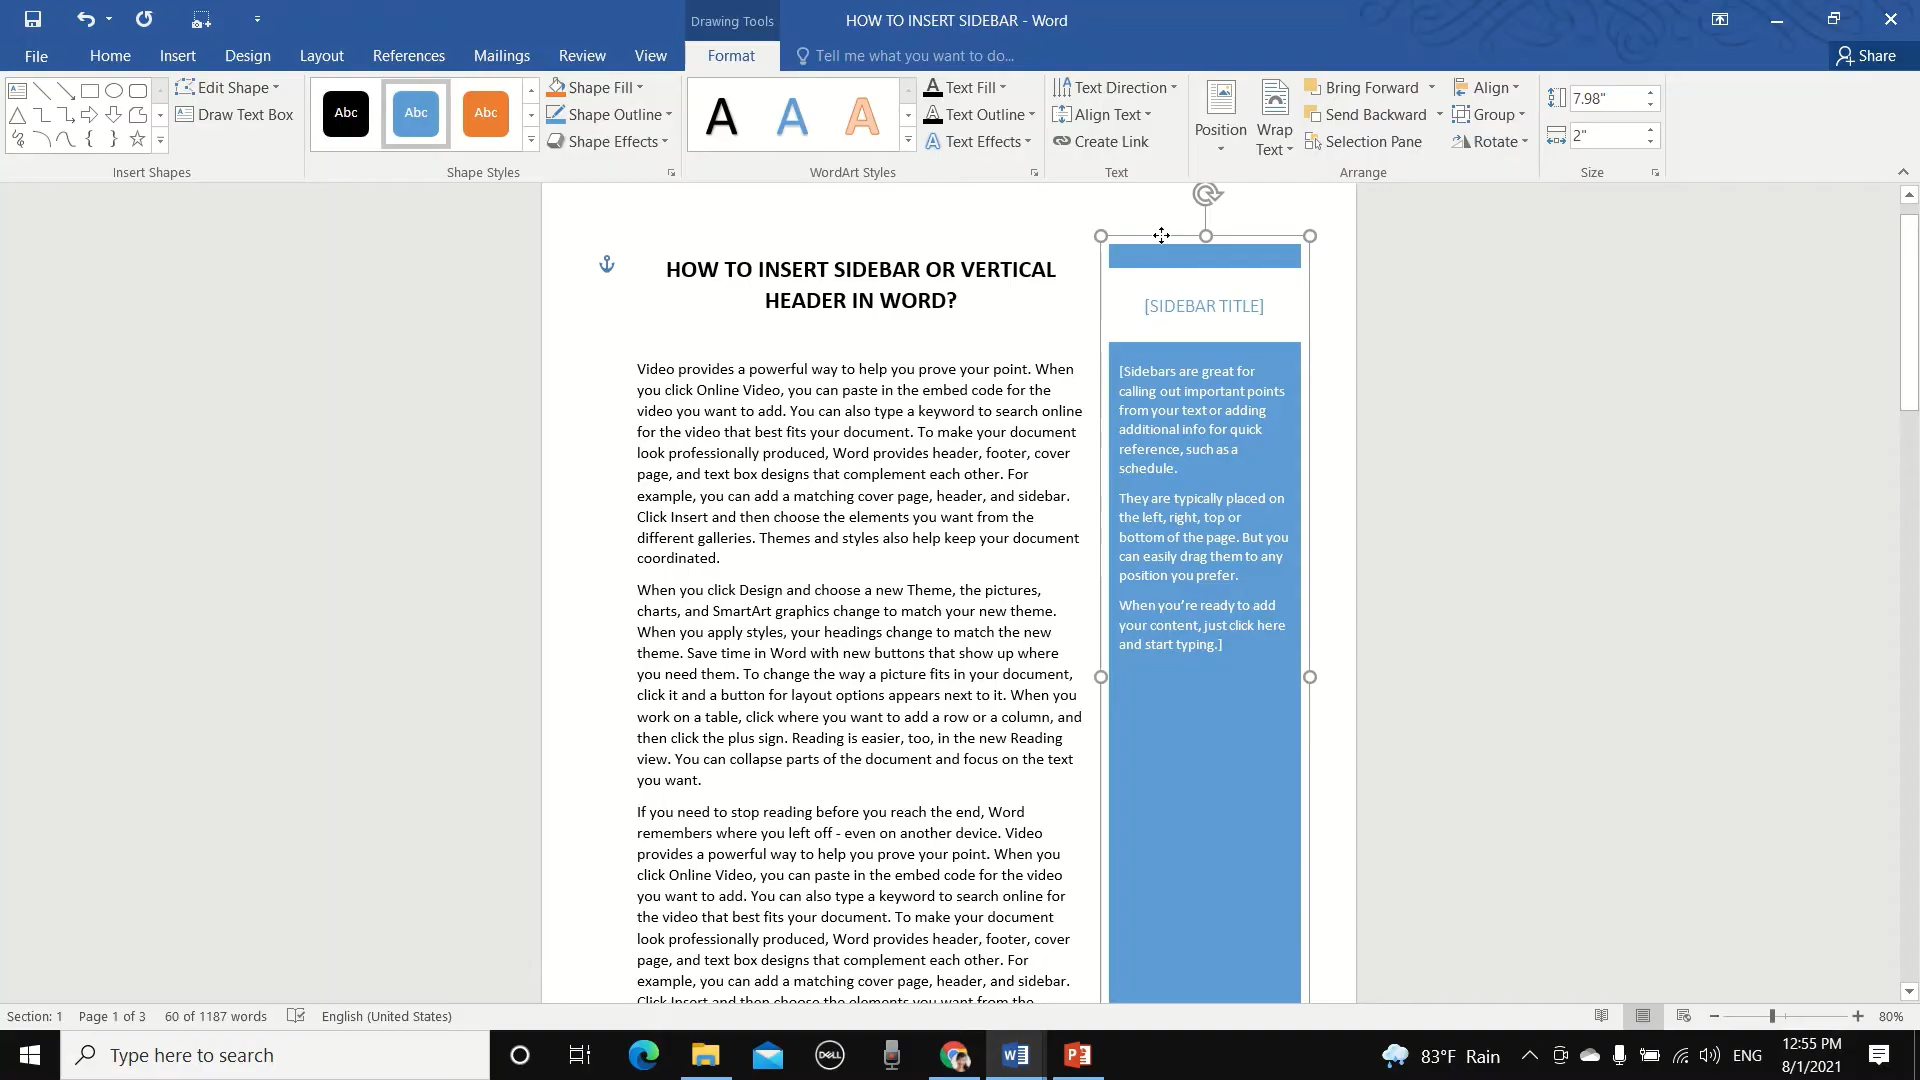 Drawing Tools
HOW TO INSERT SIDEBAR - Word
File Home Insert Design Layout References Mailings Review View Format Tell me what you want to do... Share
Edit Shape
Draw Text Box
Insert Shapes
Abc Abc Abc
Shape Fill
Shape Outline
Shape Effects
Shape Styles
A A A
Text Fill
Text Outline
Text Effects
WordArt Styles
Text Direction
Align Text
Create Link
Text
Position
Wrap
Text
Bring Forward
Send Backward
Selection Pane
Align
Group
Rotate
Arrange
7.98"
2"
Size
HOW TO INSERT SIDEBAR OR VERTICAL
HEADER IN WORD?
Video provides a powerful way to help you prove your point. When
you click Online Video, you can paste in the embed code for the
video you want to add. You can also type a keyword to search online
for the video that best fits your document. To make your document
look professionally produced, Word provides header, footer, cover
page, and text box designs that complement each other. For
example, you can add a matching cover page, header, and sidebar.
Click Insert and then choose the elements you want from the
different galleries. Themes and styles also help keep your document
coordinated.
When you click Design and choose a new Theme, the pictures,
charts, and SmartArt graphics change to match your new theme.
When you apply styles, your headings change to match the new
theme. Save time in Word with new buttons that show up where
you need them. To change the way a picture fits in your document,
click it and a button for layout options appears next to it. When you
work on a table, click where you want to add a row or a column, and
then click the plus sign. Reading is easier, too, in the new Reading
view. You can collapse parts of the document and focus on the text
you want.
If you need to stop reading before you reach the end, Word
remembers where you left off - even on another device. Video
provides a powerful way to help you prove your point. When you
click Online Video, you can paste in the embed code for the video
you want to add. You can also type a keyword to search online for
the video that best fits your document. To make your document
look professionally produced, Word provides header, footer, cover
page, and text box designs that complement each other. For
example, you can add a matching cover page, header, and sidebar.
Click Insert and then choose the elements you want from the
[SIDEBAR TITLE]
[Sidebars are great for
calling out important points
from your text or adding
additional info for quick
reference, such as a
schedule.
They are typically placed on
the left, right, top or
bottom of the page. But you
can easily drag them to any
position you prefer.
When you're ready to add
your content, just click here
and start typing.]
Section: 1 Page 1 of 3 60 of 1187 words English (United States) 80%
Type here to search
DELL
83°F Rain
ENG
12:55 PM
8/1/2021